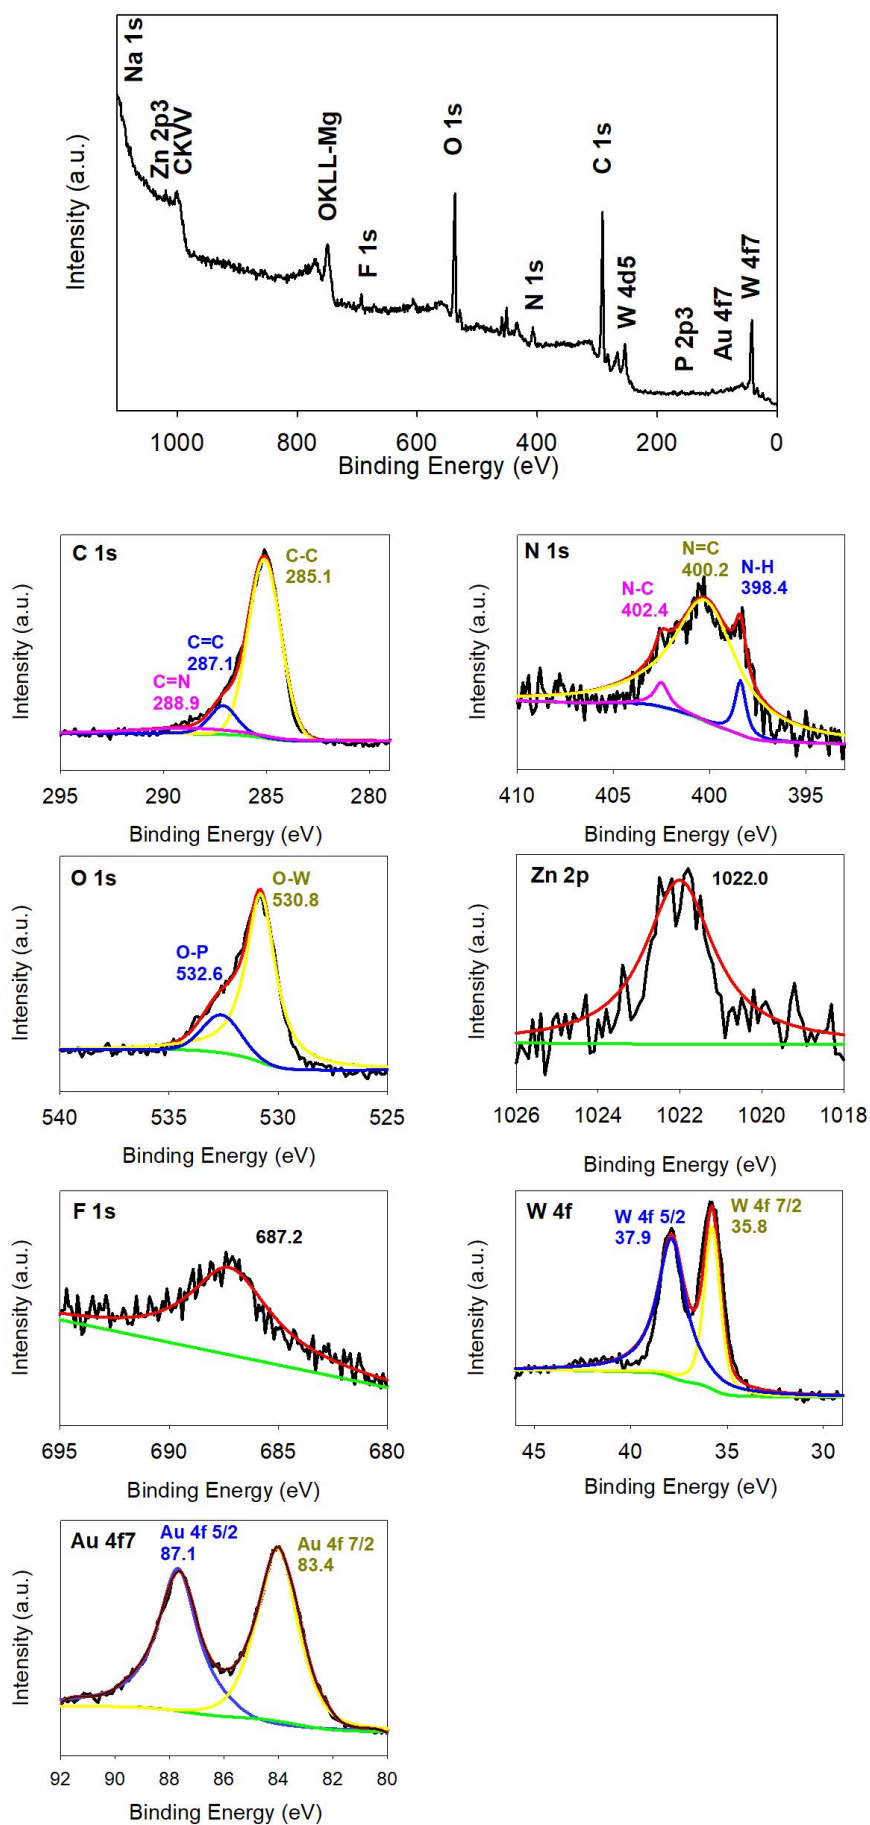 Na 1s
Zn 2p3
CKVV
OKLL-Mg
F 1s
O 1s
N 1s
C 1s
W 4d5
P 2p3
Au 4f7
W 4f7
Intensity (a.u.)
1000 800 600 400 200 0
Binding Energy (eV)
C 1s
C-C
285.1
C=C
287.1
C=N
288.9
Intensity (a.u.)
295 290 285 280
Binding Energy (eV)
N 1s
N=C
400.2
N-H
398.4
N-C
402.4
Intensity (a.u.)
410 405 400 395
Binding Energy (eV)
O 1s
O-W
530.8
O-P
532.6
Intensity (a.u.)
540 535 530 525
Binding Energy (eV)
Zn 2p
1022.0
Intensity (a.u.)
1026 1024 1022 1020 1018
Binding Energy (eV)
F 1s
687.2
Intensity (a.u.)
695 690 685 680
Binding Energy (eV)
W 4f
W 4f 5/2
37.9
W 4f 7/2
35.8
Intensity (a.u.)
45 40 35 30
Binding Energy (eV)
Au 4f7
Au 4f 5/2
87.1
Au 4f 7/2
83.4
Intensity (a.u.)
92 90 88 86 84 82 80
Binding Energy (eV)